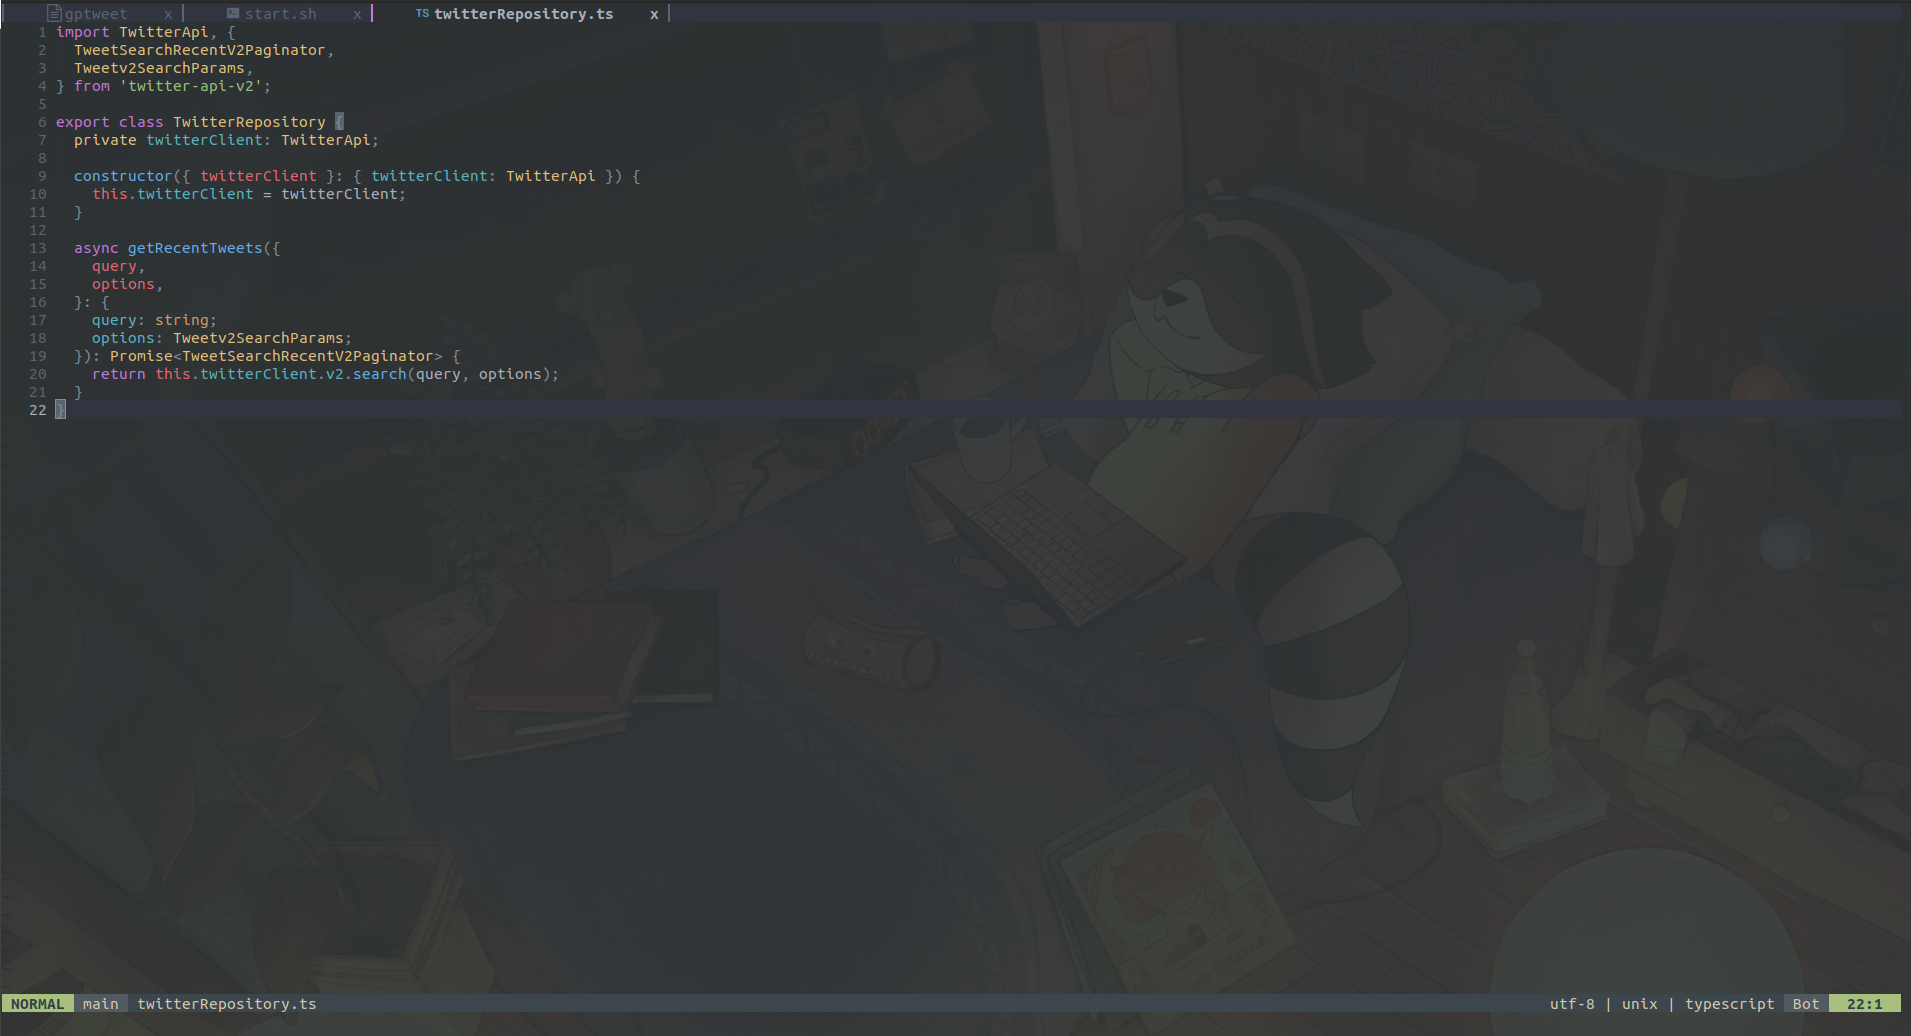 gptweet x start.sh x TS twitterRepository.ts x
1 import TwitterApi, {
2 TweetSearchRecentV2Paginator,
3 Tweetv2SearchParams,
4 } from 'twitter-api-v2';
5
6 export class TwitterRepository {
7 private twitterClient: TwitterApi;
8
9 constructor({ twitterClient }: { twitterClient: TwitterApi }) {
10 this.twitterClient = twitterClient;
11 }
12
13 async getRecentTweets({
14 query,
15 options,
16 }: {
17 query: string;
18 options: Tweetv2SearchParams;
19 }): Promise<TweetSearchRecentV2Paginator> {
20 return this.twitterClient.v2.search(query, options);
21 }
22 }
NORMAL main twitterRepository.ts utf-8 | unix | typescript Bot 22:1